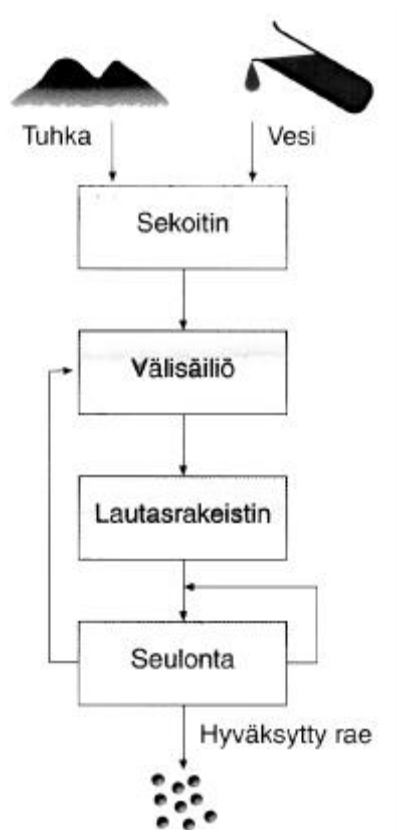 Tuhka
Vesi
Sekoitin
Välisäiliö
Lautasrakeistin
Seulonta
Hyväksytty rae